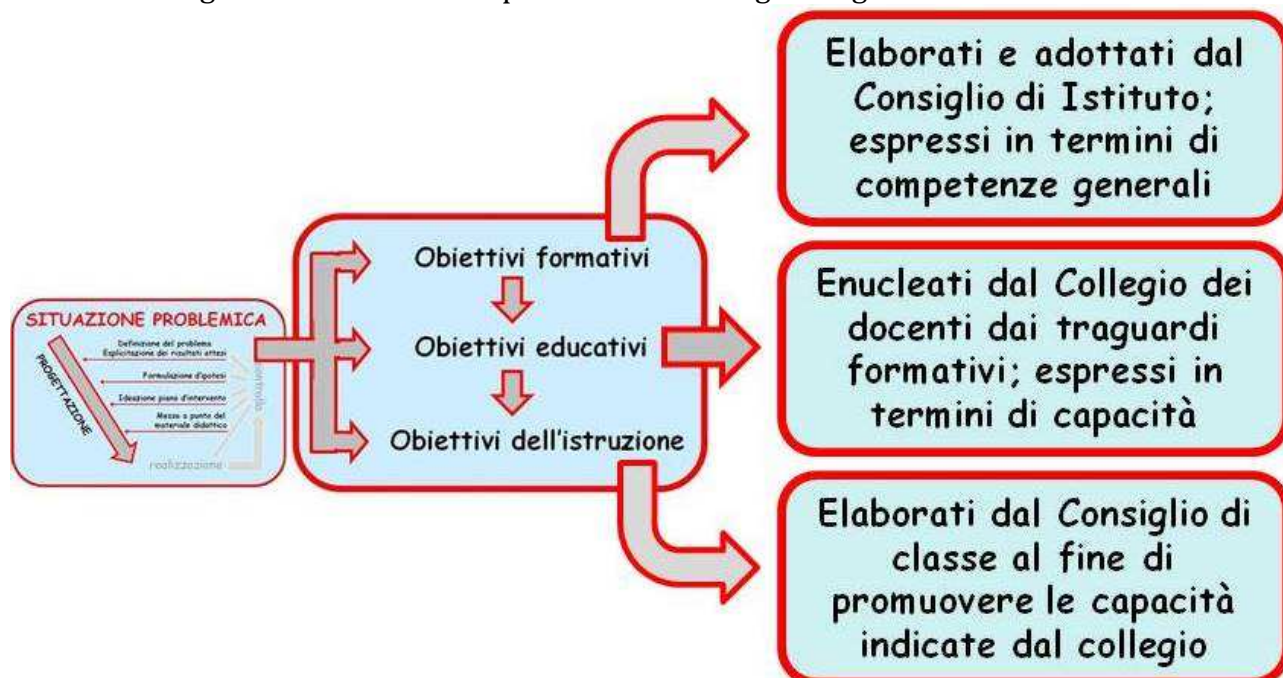 SITUAZIONE PROBLEMICA
PROGETTAZIONE
Definizione del problema
Esplicitazione dei risultati attesi
Formulazione d'ipotesi
Ideazione piano d'intervento
Messa a punto del
materiale didattico
realizzazione
controllo
Obiettivi formativi
Obiettivi educativi
Obiettivi dell'istruzione
Elaborati e adottati dal
Consiglio di Istituto;
espressi in termini di
competenze generali
Enucleati dal Collegio dei
docenti dai traguardi
formativi; espressi in
termini di capacità
Elaborati dal Consiglio di
classe al fine di
promuovere le capacità
indicate dal collegio